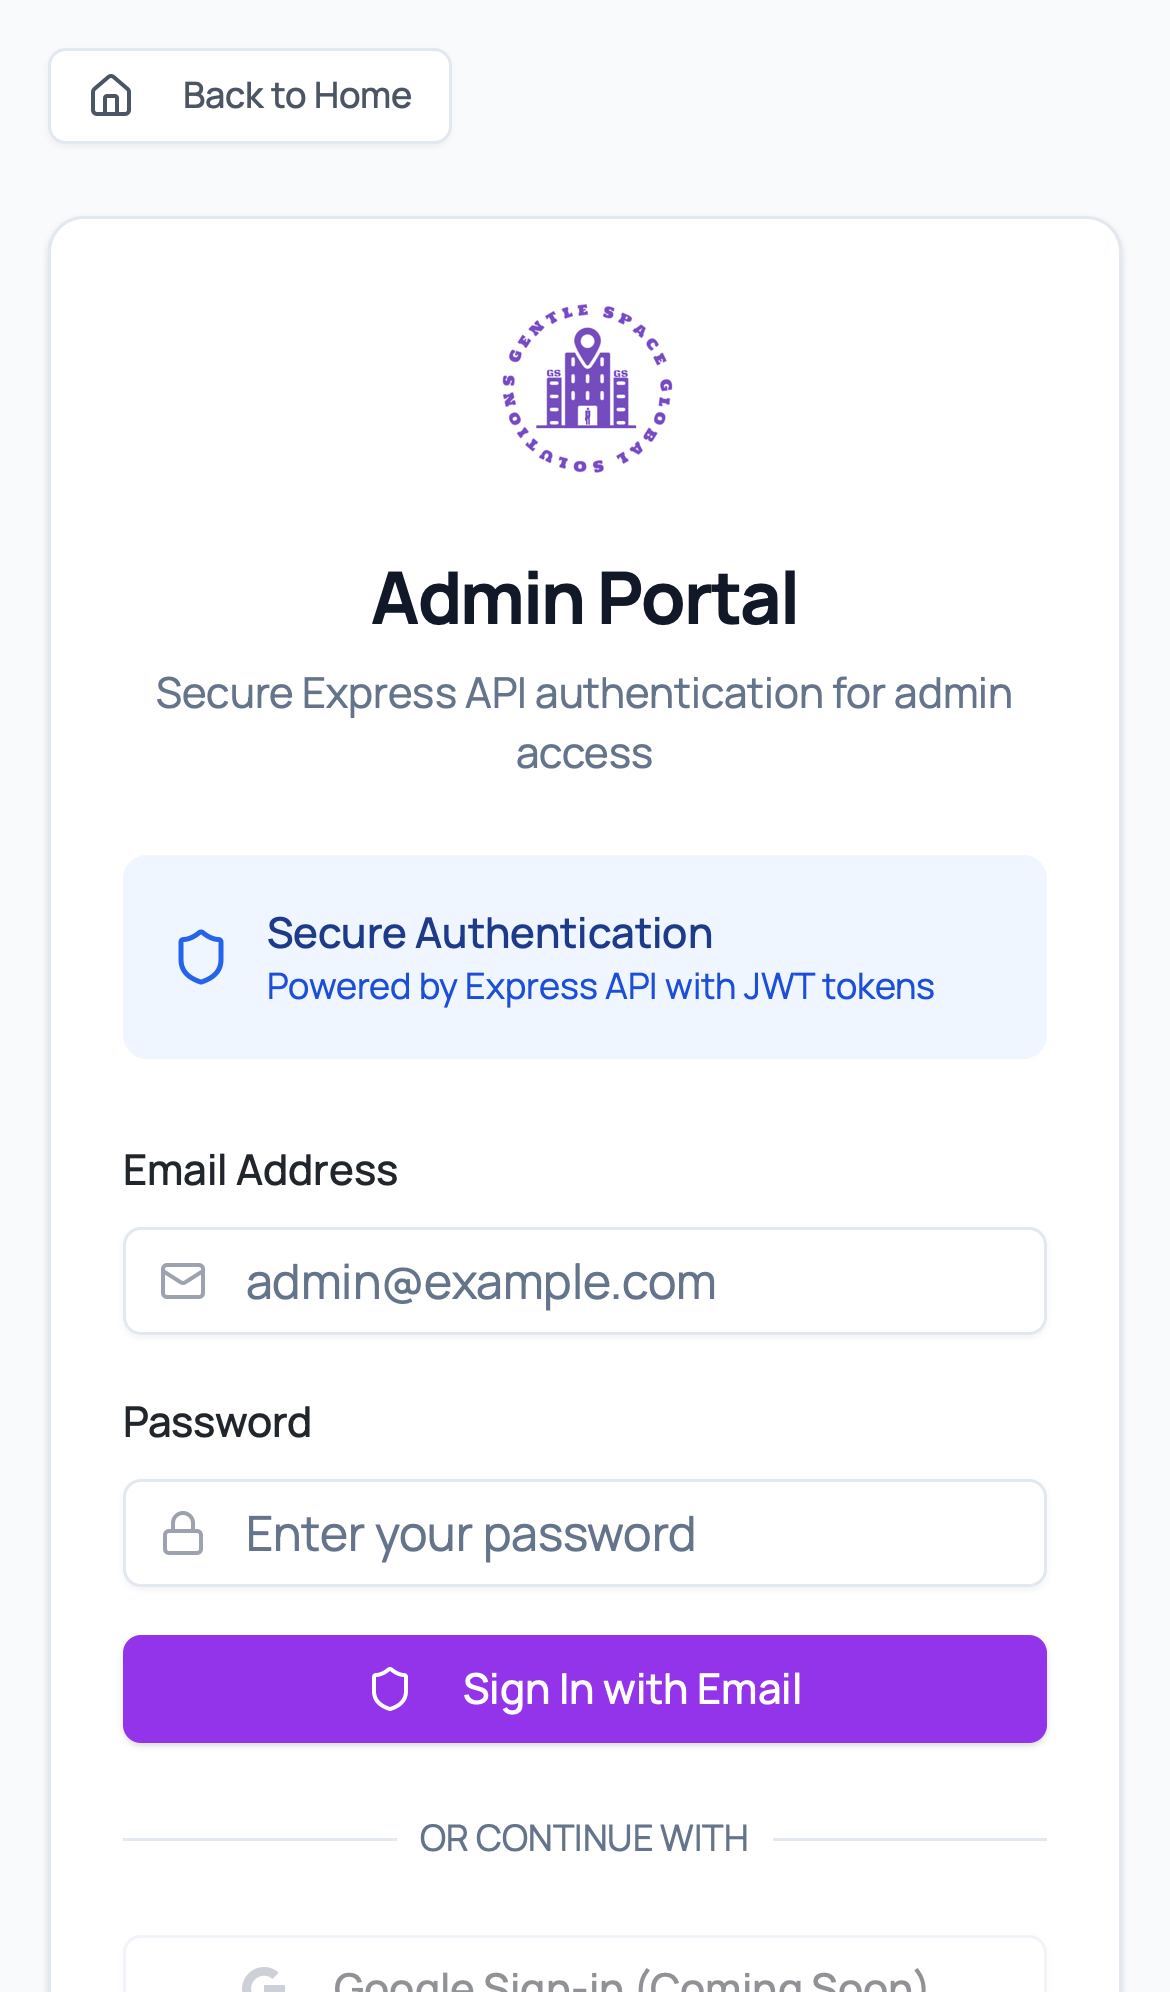 Back to Home
GENTLE SPACE GLOBAL SOLUTIONS
GS GS
Admin Portal
Secure Express API authentication for admin
access
Secure Authentication
Powered by Express API with JWT tokens
Email Address
admin@example.com
Password
Enter your password
Sign In with Email
OR CONTINUE WITH
Google Sign-in (Coming Soon)